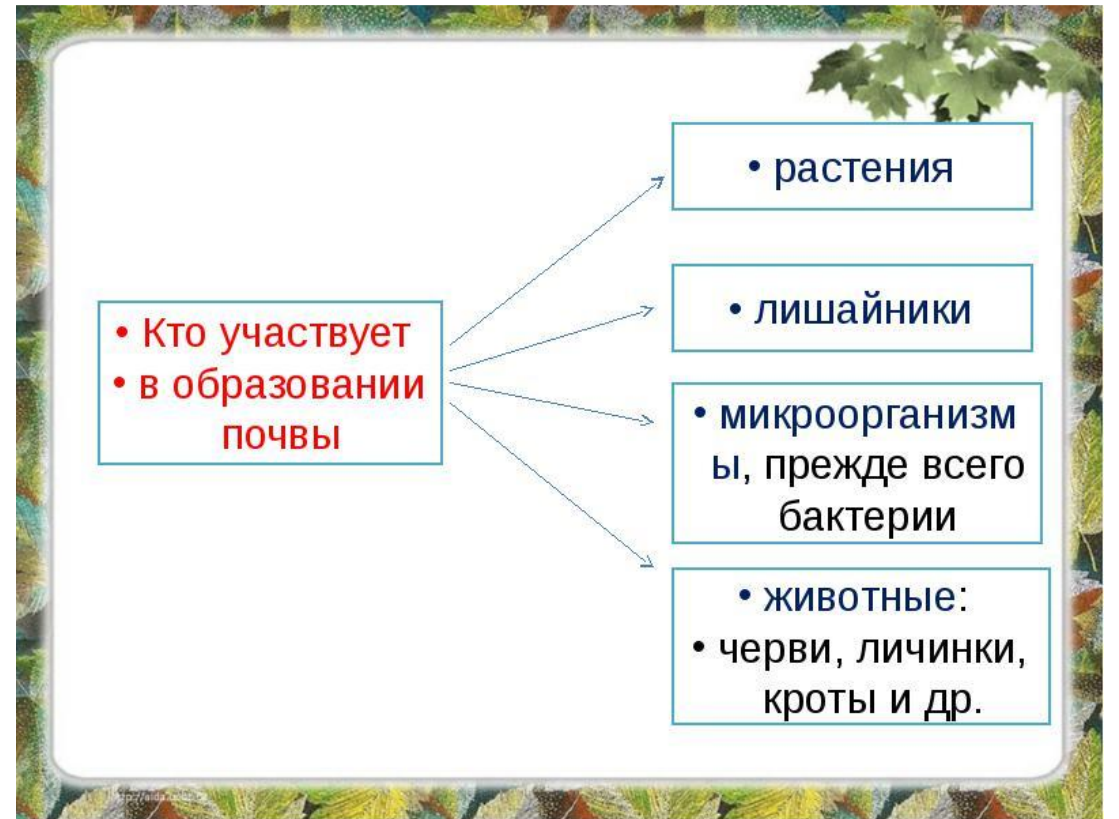 • растения
• лишайники
• Кто участвует
• в образовании
почвы
• микроорганизм
ы, прежде всего
бактерии
• животные:
• черви, личинки,
кроты и др.